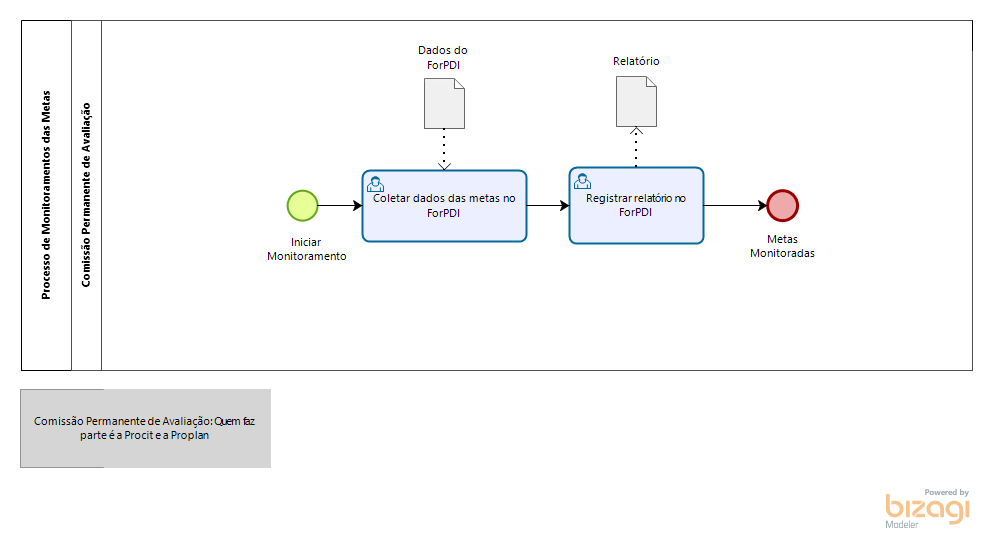 Processo de Monitoramentos das Metas
Comissão Permanente de Avaliação
Dados do
ForPDI
Relatório
Coletar dados das metas no
ForPDI
Registrar relatório no
ForPDI
Iniciar
Monitoramento
Metas
Monitoradas
Comissão Permanente de Avaliação: Quem faz
parte é a Procit e a Proplan
Powered by
bizagi
Modeler